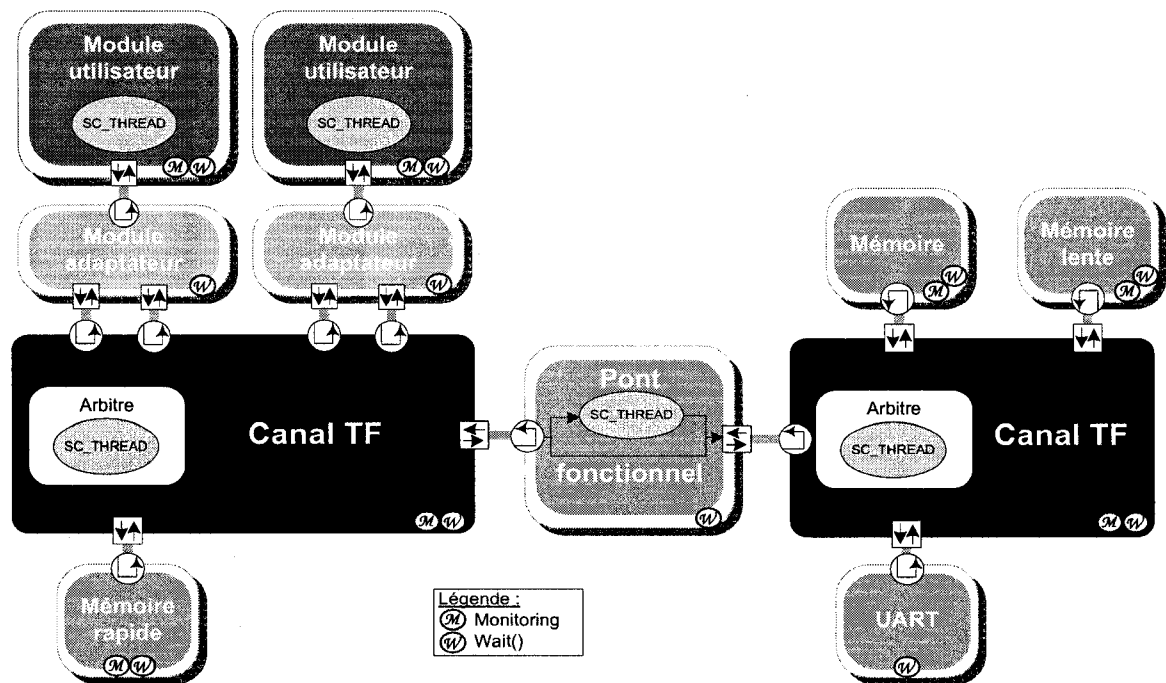 Module
utilisateur
SC_THREAD
M W
Module
utilisateur
SC_THREAD
M W
Module
adaptateur
W
Module
adaptateur
W
Mémoire
W
M
Mémoire
lente
W
M
Arbitre
SC_THREAD
Canal TF
M W
Pont
SC_THREAD
fonctionnel
W
Arbitre
SC_THREAD
Canal TF
M W
Mémoire
rapide
M W
Légende :
M Monitoring
W Wait()
UART
W